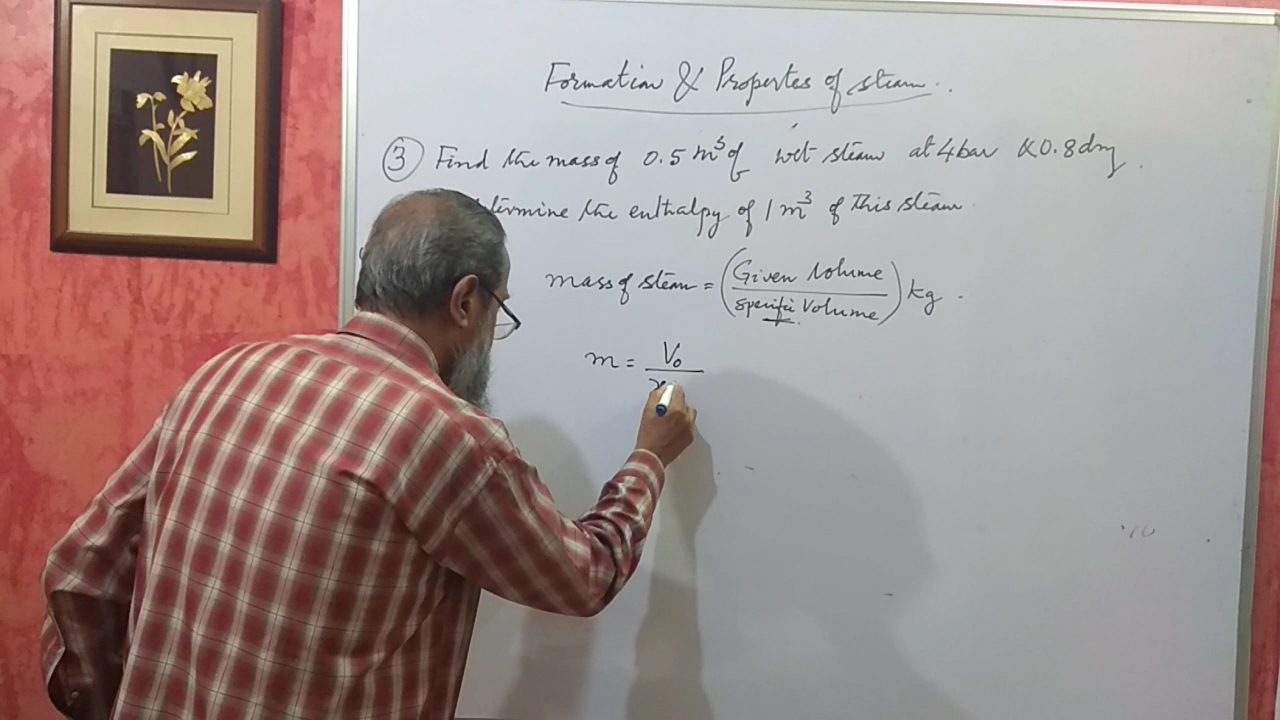 Formation & Propertes of steam.
③ Find the mass of 0.5 m³ of wet steam at 4bar & 0.8 dry.
termine the enthalpy of 1 m³ of this steam
mass of steam = (Given Volume / specific Volume) kg.
m = V₀ / x